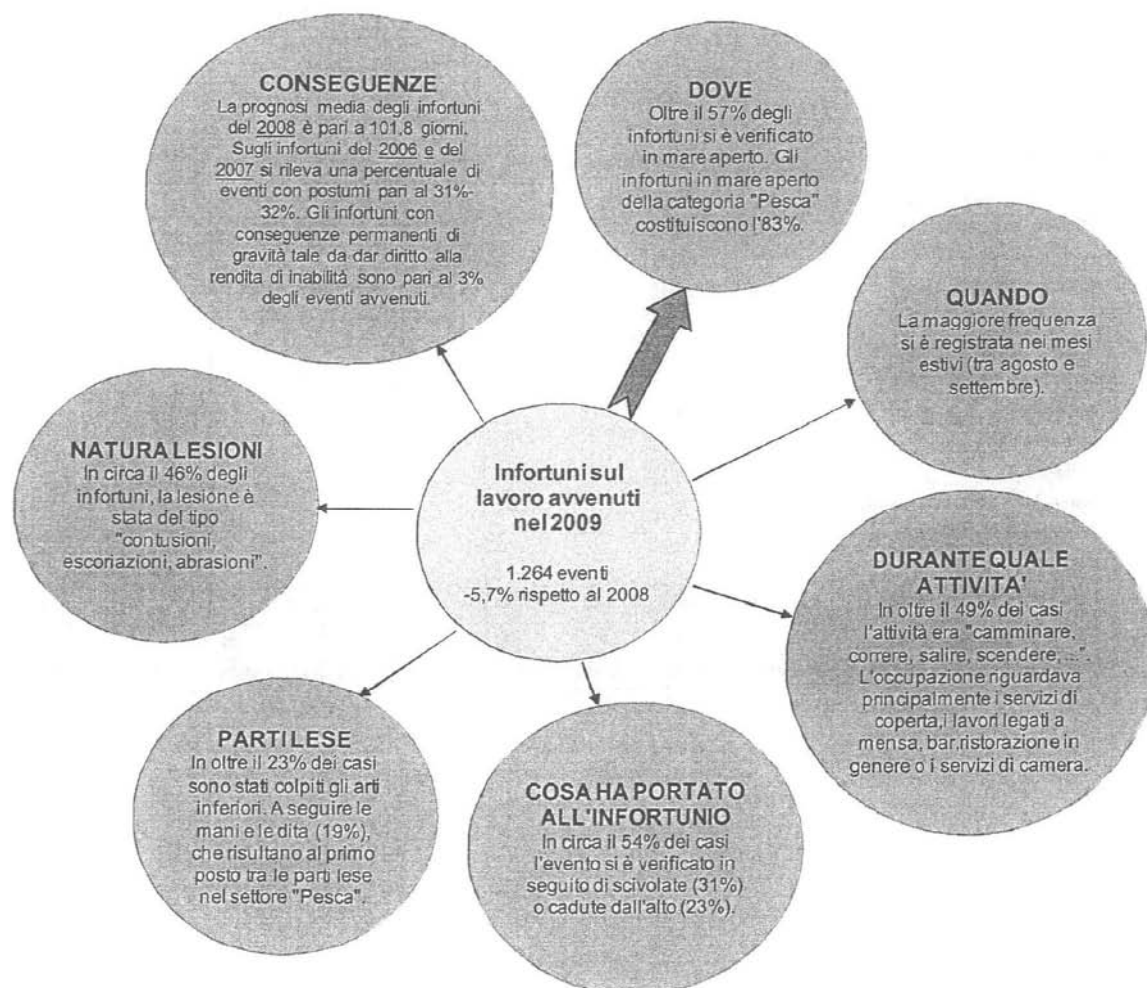 CONSEGUENZE
La prognosi media degli infortuni
del 2008 è pari a 101,8 giorni.
Sugli infortuni del 2006 e del
2007 si rileva una percentuale di
eventi con postumi pari al 31%-
32%. Gli infortuni con
conseguenze permanenti di
gravità tale da dar diritto alla
rendita di inabilità sono pari al 3%
degli eventi avvenuti.
DOVE
Oltre il 57% degli
infortuni si è verificato
in mare aperto. Gli
infortuni in mare aperto
della categoria "Pesca"
costituiscono l'83%.
QUANDO
La maggiore frequenza
si è registrata nei mesi
estivi (tra agosto e
settembre).
NATURA LESIONI
In circa il 46% degli
infortuni, la lesione è
stata del tipo
"contusioni,
escoriazioni, abrasioni".
Infortuni sul
lavoro avvenuti
nel 2009
1.264 eventi
-5,7% rispetto al 2008
DURANTE QUALE
ATTIVITA'
In oltre il 49% dei casi
l'attività era "camminare,
correre, salire, scendere, ...".
L'occupazione riguardava
principalmente i servizi di
coperta, i lavori legati a
mensa, bar, ristorazione in
genere o i servizi di camera.
PARTI LESE
In oltre il 23% dei casi
sono stati colpiti gli arti
inferiori. A seguire le
mani e le dita (19%),
che risultano al primo
posto tra le parti lese
nel settore "Pesca".
COSA HA PORTATO
ALL'INFORTUNIO
In circa il 54% dei casi
l'evento si è verificato in
seguito di scivolate (31%)
o cadute dall'alto (23%).